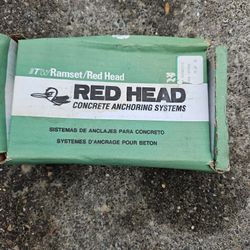 ITW Ramset/Red Head
RED HEAD
CONCRETE ANCHORING SYSTEMS
SISTEMAS DE ANCLAJES PARA CONCRETO
SYSTEMES D'ANCRAGE POUR BETON